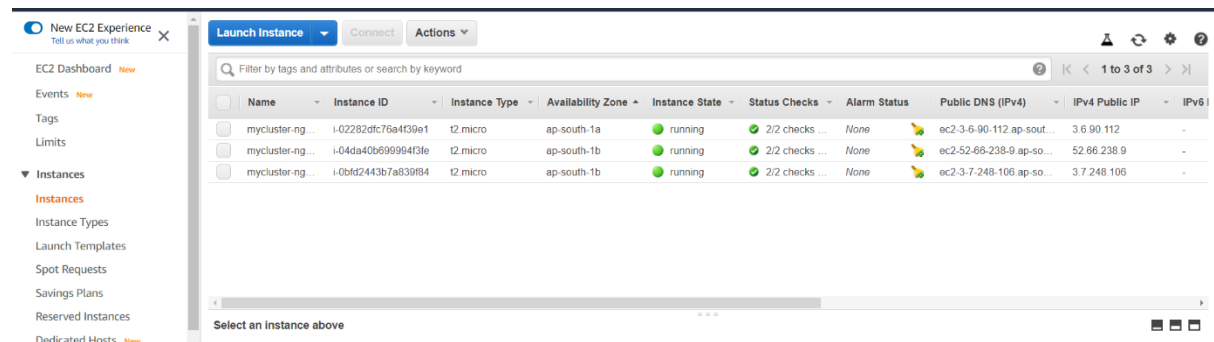 New EC2 Experience
Tell us what you think
EC2 Dashboard New
Events New
Tags
Limits
Instances
Instances
Instance Types
Launch Templates
Spot Requests
Savings Plans
Reserved Instances
Dedicated Hosts New
Launch Instance Connect Actions
Filter by tags and attributes or search by keyword 1 to 3 of 3
Name Instance ID Instance Type Availability Zone Instance State Status Checks Alarm Status Public DNS (IPv4) IPv4 Public IP IPv6
mycluster-ng... i-02282dfc76a4f39e1 t2.micro ap-south-1a running 2/2 checks ... None ec2-3-6-90-112.ap-sout... 3.6.90.112 -
mycluster-ng... i-04da40b699994f3fe t2.micro ap-south-1b running 2/2 checks ... None ec2-52-66-238-9.ap-so... 52.66.238.9 -
mycluster-ng... i-0bfd2443b7a839f84 t2.micro ap-south-1b running 2/2 checks ... None ec2-3-7-248-106.ap-so... 3.7.248.106 -
Select an instance above